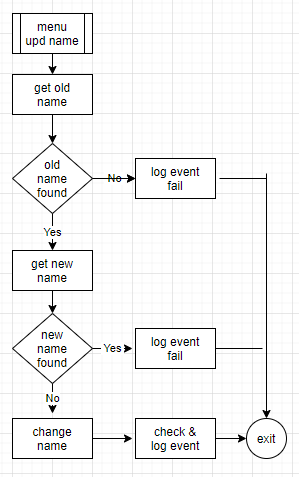 menu
upd name
get old
name
old
name
found
No
log event
fail
Yes
get new
name
new
name
found
Yes
log event
fail
No
change
name
check &
log event
exit